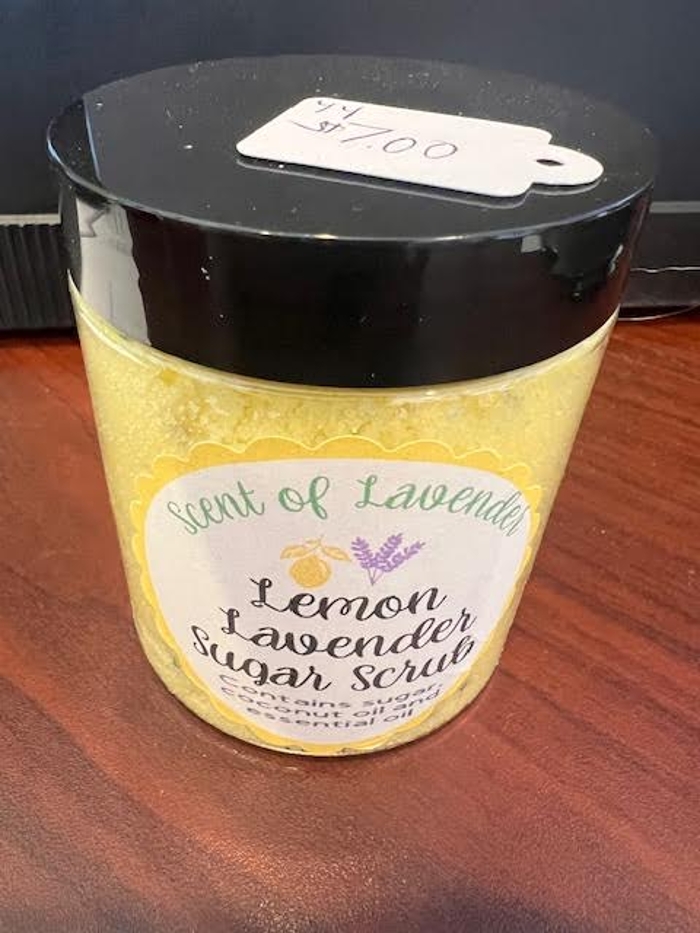 44
$7.00
Scent of Lavender
Lemon
Lavender
Sugar Scrub
Contains sugar,
coconut oil and
essential oil